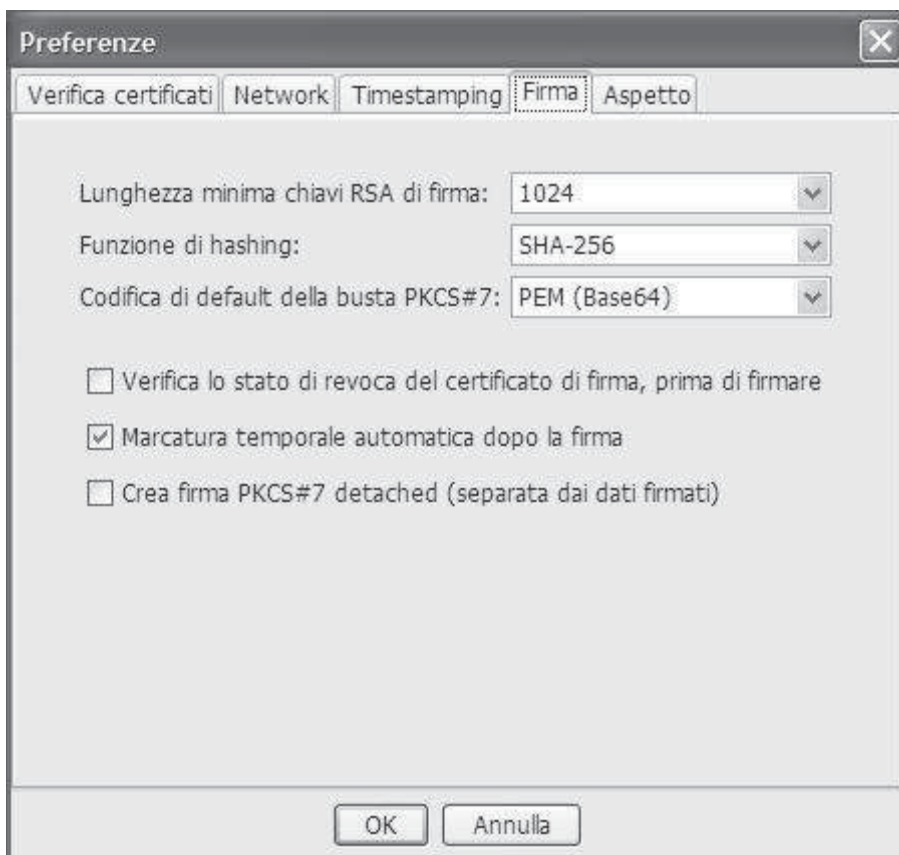 Preferenze
Verifica certificati Network Timestamping Firma Aspetto
Lunghezza minima chiavi RSA di firma: 1024
Funzione di hashing: SHA-256
Codifica di default della busta PKCS#7: PEM (Base64)
Verifica lo stato di revoca del certificato di firma, prima di firmare
Marcatura temporale automatica dopo la firma
Crea firma PKCS#7 detached (separata dai dati firmati)
OK Annulla